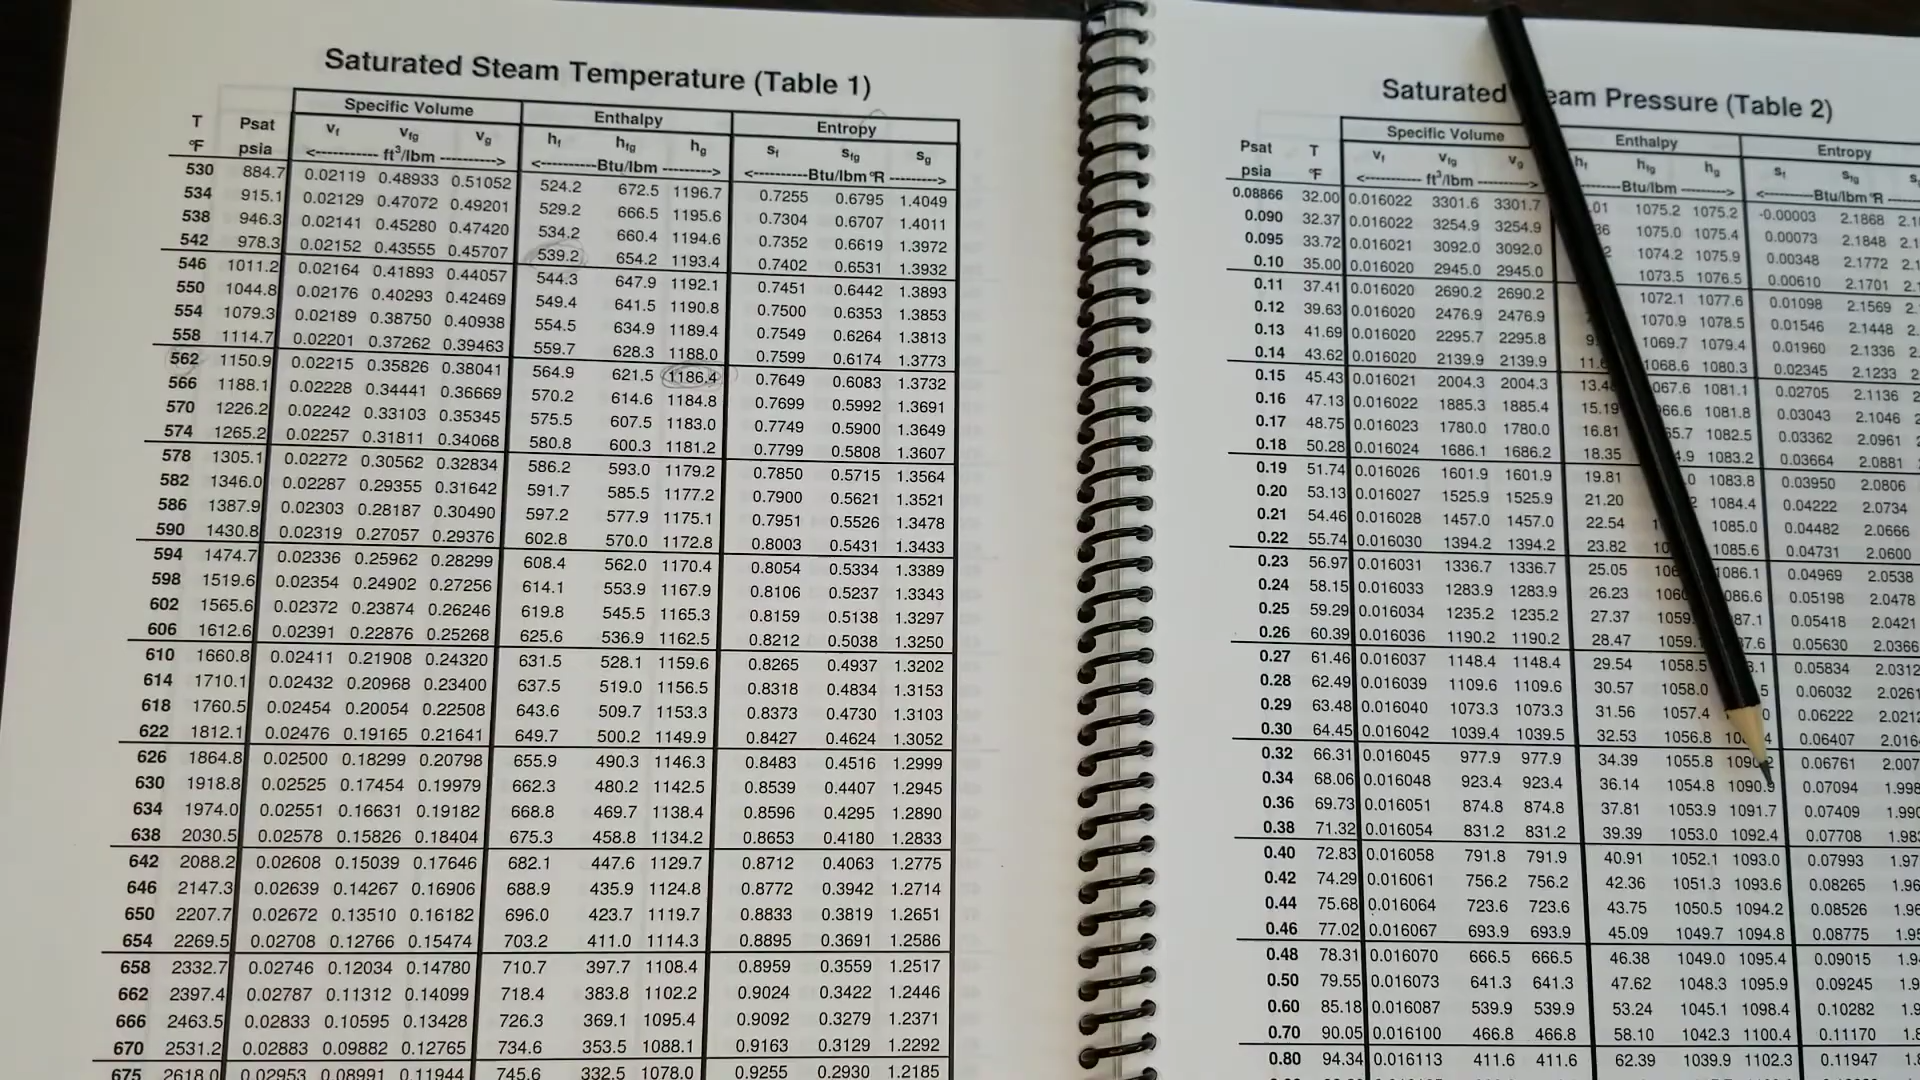 Saturated Steam Temperature (Table 1)
Specific Volume Enthalpy Entropy
T Psat vf vfg vg hf hfg hg sf sfg sg
°F psia <----------- ft³/lbm ----------> <----------Btu/lbm --------> <----------Btu/lbm°R -------->
530 884.7 0.02119 0.48933 0.51052 524.2 672.5 1196.7 0.7255 0.6795 1.4049
534 915.1 0.02129 0.47072 0.49201 529.2 666.5 1195.6 0.7304 0.6707 1.4011
538 946.3 0.02141 0.45280 0.47420 534.2 660.4 1194.6 0.7352 0.6619 1.3972
542 978.3 0.02152 0.43555 0.45707 539.2 654.2 1193.4 0.7402 0.6531 1.3932
546 1011.2 0.02164 0.41893 0.44057 544.3 647.9 1192.1 0.7451 0.6442 1.3893
550 1044.8 0.02176 0.40293 0.42469 549.4 641.5 1190.8 0.7500 0.6353 1.3853
554 1079.3 0.02189 0.38750 0.40938 554.5 634.9 1189.4 0.7549 0.6264 1.3813
558 1114.7 0.02201 0.37262 0.39463 559.7 628.3 1188.0 0.7599 0.6174 1.3773
562 1150.9 0.02215 0.35826 0.38041 564.9 621.5 1186.4 0.7649 0.6083 1.3732
566 1188.1 0.02228 0.34441 0.36669 570.2 614.6 1184.8 0.7699 0.5992 1.3691
570 1226.2 0.02242 0.33103 0.35345 575.5 607.5 1183.0 0.7749 0.5900 1.3649
574 1265.2 0.02257 0.31811 0.34068 580.8 600.3 1181.2 0.7799 0.5808 1.3607
578 1305.1 0.02272 0.30562 0.32834 586.2 593.0 1179.2 0.7850 0.5715 1.3564
582 1346.0 0.02287 0.29355 0.31642 591.7 585.5 1177.2 0.7900 0.5621 1.3521
586 1387.9 0.02303 0.28187 0.30490 597.2 577.9 1175.1 0.7951 0.5526 1.3478
590 1430.8 0.02319 0.27057 0.29376 602.8 570.0 1172.8 0.8003 0.5431 1.3433
594 1474.7 0.02336 0.25962 0.28299 608.4 562.0 1170.4 0.8054 0.5334 1.3389
598 1519.6 0.02354 0.24902 0.27256 614.1 553.9 1167.9 0.8106 0.5237 1.3343
602 1565.6 0.02372 0.23874 0.26246 619.8 545.5 1165.3 0.8159 0.5138 1.3297
606 1612.6 0.02391 0.22876 0.25268 625.6 536.9 1162.5 0.8212 0.5038 1.3250
610 1660.8 0.02411 0.21908 0.24320 631.5 528.1 1159.6 0.8265 0.4937 1.3202
614 1710.1 0.02432 0.20968 0.23400 637.5 519.0 1156.5 0.8318 0.4834 1.3153
618 1760.5 0.02454 0.20054 0.22508 643.6 509.7 1153.3 0.8373 0.4730 1.3103
622 1812.1 0.02476 0.19165 0.21641 649.7 500.2 1149.9 0.8427 0.4624 1.3052
626 1864.8 0.02500 0.18299 0.20798 655.9 490.3 1146.3 0.8483 0.4516 1.2999
630 1918.8 0.02525 0.17454 0.19979 662.3 480.2 1142.5 0.8539 0.4407 1.2945
634 1974.0 0.02551 0.16631 0.19182 668.8 469.7 1138.4 0.8596 0.4295 1.2890
638 2030.5 0.02578 0.15826 0.18404 675.3 458.8 1134.2 0.8653 0.4180 1.2833
642 2088.2 0.02608 0.15039 0.17646 682.1 447.6 1129.7 0.8712 0.4063 1.2775
646 2147.3 0.02639 0.14267 0.16906 688.9 435.9 1124.8 0.8772 0.3942 1.2714
650 2207.7 0.02672 0.13510 0.16182 696.0 423.7 1119.7 0.8833 0.3819 1.2651
654 2269.5 0.02708 0.12766 0.15474 703.2 411.0 1114.3 0.8895 0.3691 1.2586
658 2332.7 0.02746 0.12034 0.14780 710.7 397.7 1108.4 0.8959 0.3559 1.2517
662 2397.4 0.02787 0.11312 0.14099 718.4 383.8 1102.2 0.9024 0.3422 1.2446
666 2463.5 0.02833 0.10595 0.13428 726.3 369.1 1095.4 0.9092 0.3279 1.2371
670 2531.2 0.02883 0.09882 0.12765 734.6 353.5 1088.1 0.9163 0.3129 1.2292
675 2618.0 0.02953 0.08991 0.11944 745.6 332.5 1078.0 0.9255 0.2930 1.2185
Saturated Pressure (Table 2)
Specific Volume Enthalpy Entropy
Psat T vf vfg vg hf hfg hg sf sfg
psia °F <----------- ft³/lbm ----------> Btu/lbm --------> <----------Btu/lbm°R
0.08866 32.00 0.016022 3301.6 3301.7 1075.2 1075.2 -0.00003 2.1868
0.090 32.37 0.016022 3254.9 3254.9 1075.0 1075.4 0.00073 2.1848
0.095 33.72 0.016021 3092.0 3092.0 1074.2 1075.9 0.00348 2.1772
0.10 35.00 0.016020 2945.0 2945.0 1073.5 1076.5 0.00610 2.1701
0.11 37.41 0.016020 2690.2 2690.2 1072.1 1077.6 0.01098 2.1569
0.12 39.63 0.016020 2476.9 2476.9 1070.9 1078.5 0.01546 2.1448
0.13 41.69 0.016020 2295.7 2295.8 1069.7 1079.4 0.01960 2.1336
0.14 43.62 0.016020 2139.9 2139.9 1068.6 1080.3 0.02345 2.1233
0.15 45.43 0.016021 2004.3 2004.3 1081.1 0.02705 2.1136
0.16 47.13 0.016022 1885.3 1885.4 15.19 1081.8 0.03043 2.1046
0.17 48.75 0.016023 1780.0 1780.0 16.81 1082.5 0.03362 2.0961
0.18 50.28 0.016024 1686.1 1686.2 18.35 1083.2 0.03664 2.0881
0.19 51.74 0.016026 1601.9 1601.9 19.81 1083.8 0.03950 2.0806
0.20 53.13 0.016027 1525.9 1525.9 21.20 1084.4 0.04222 2.0734
0.21 54.46 0.016028 1457.0 1457.0 22.54 1085.0 0.04482 2.0666
0.22 55.74 0.016030 1394.2 1394.2 23.82 1085.6 0.04731 2.0600
0.23 56.97 0.016031 1336.7 1336.7 25.05 1086.1 0.04969 2.0538
0.24 58.15 0.016033 1283.9 1283.9 26.23 0.05198 2.0478
0.25 59.29 0.016034 1235.2 1235.2 27.37 0.05418 2.0421
0.26 60.39 0.016036 1190.2 1190.2 28.47 0.05630 2.0366
0.27 61.46 0.016037 1148.4 1148.4 29.54 1058.5 0.05834 2.0312
0.28 62.49 0.016039 1109.6 1109.6 30.57 1058.0 0.06032 2.0261
0.29 63.48 0.016040 1073.3 1073.3 31.56 1057.4 0.06222 2.0212
0.30 64.45 0.016042 1039.4 1039.5 32.53 1056.8 0.06407
0.32 66.31 0.016045 977.9 977.9 34.39 1055.8 1090.2 0.06761
0.34 68.06 0.016048 923.4 923.4 36.14 1054.8 1090.9 0.07094
0.36 69.73 0.016051 874.8 874.8 37.81 1053.9 1091.7 0.07409
0.38 71.32 0.016054 831.2 831.2 39.39 1053.0 1092.4 0.07708
0.40 72.83 0.016058 791.8 791.9 40.91 1052.1 1093.0 0.07993
0.42 74.29 0.016061 756.2 756.2 42.36 1051.3 1093.6 0.08265
0.44 75.68 0.016064 723.6 723.6 43.75 1050.5 1094.2 0.08526
0.46 77.02 0.016067 693.9 693.9 45.09 1049.7 1094.8 0.08775
0.48 78.31 0.016070 666.5 666.5 46.38 1049.0 1095.4 0.09015
0.50 79.55 0.016073 641.3 641.3 47.62 1048.3 1095.9 0.09245
0.60 85.18 0.016087 539.9 539.9 53.24 1045.1 1098.4 0.10282
0.70 90.05 0.016100 466.8 466.8 58.10 1042.3 1100.4 0.11170
0.80 94.34 0.016113 411.6 411.6 62.39 1039.9 1102.3 0.11947